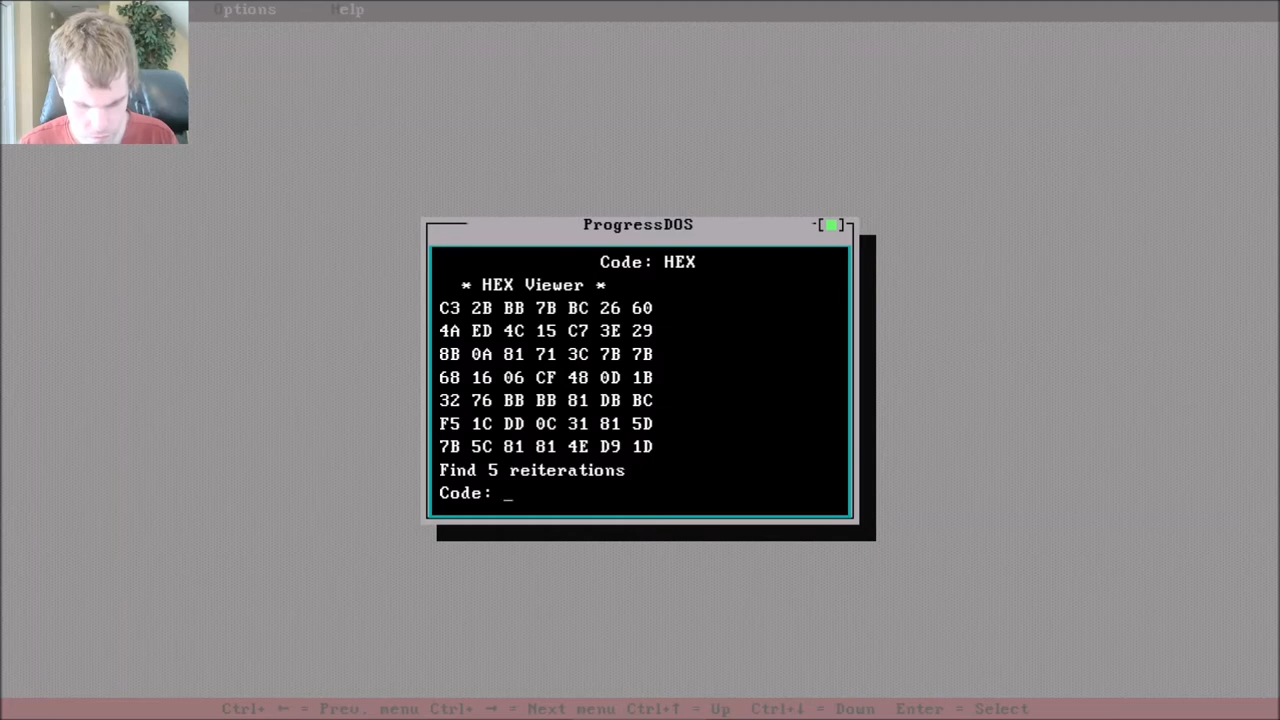 Options Help
ProgressDOS
Code: HEX
* HEX Viewer *
C3 2B BB 7B BC 26 60
4A ED 4C 15 C7 3E 29
8B 0A 81 71 3C 7B 7B
68 16 06 CF 48 0D 1B
32 76 BB BB 81 DB BC
F5 1C DD 0C 31 81 5D
7B 5C 81 81 4E D9 1D
Find 5 reiterations
Code: _
Ctrl+ ← = Prev. menu Ctrl+ → = Next menu Ctrl+↑ = Up Ctrl+↓ = Down Enter = Select